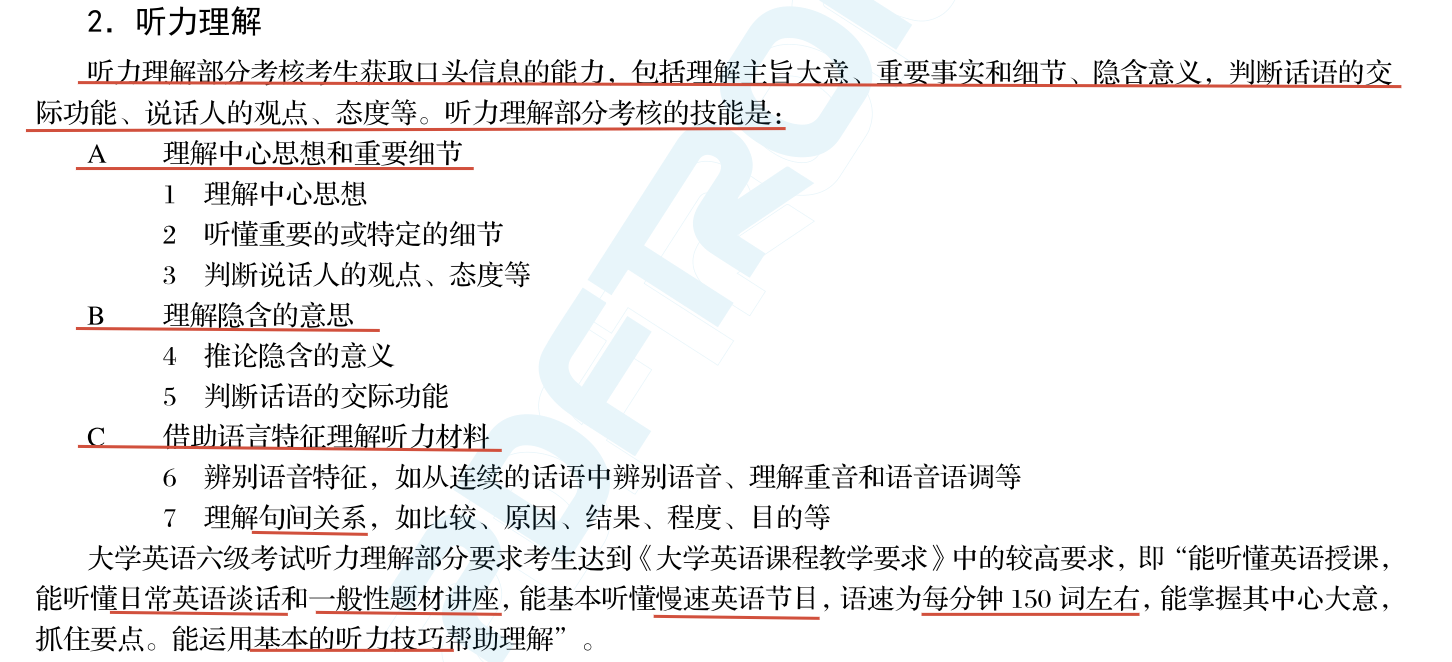 2. 听力理解
听力理解部分考核考生获取口头信息的能力，包括理解主旨大意、重要事实和细节、隐含意义，判断话语的交
际功能、说话人的观点、态度等。听力理解部分考核的技能是：
A 理解中心思想和重要细节
1 理解中心思想
2 听懂重要的或特定的细节
3 判断说话人的观点、态度等
B 理解隐含的意思
4 推论隐含的意义
5 判断话语的交际功能
C 借助语言特征理解听力材料
6 辨别语音特征，如从连续的话语中辨别语音、理解重音和语音语调等
7 理解句间关系，如比较、原因、结果、程度、目的等
大学英语六级考试听力理解部分要求考生达到《大学英语课程教学要求》中的较高要求，即“能听懂英语授课，
能听懂日常英语谈话和一般性题材讲座，能基本听懂慢速英语节目，语速为每分钟 150 词左右，能掌握其中心大意，
抓住要点。能运用基本的听力技巧帮助理解”。
PDFTRON